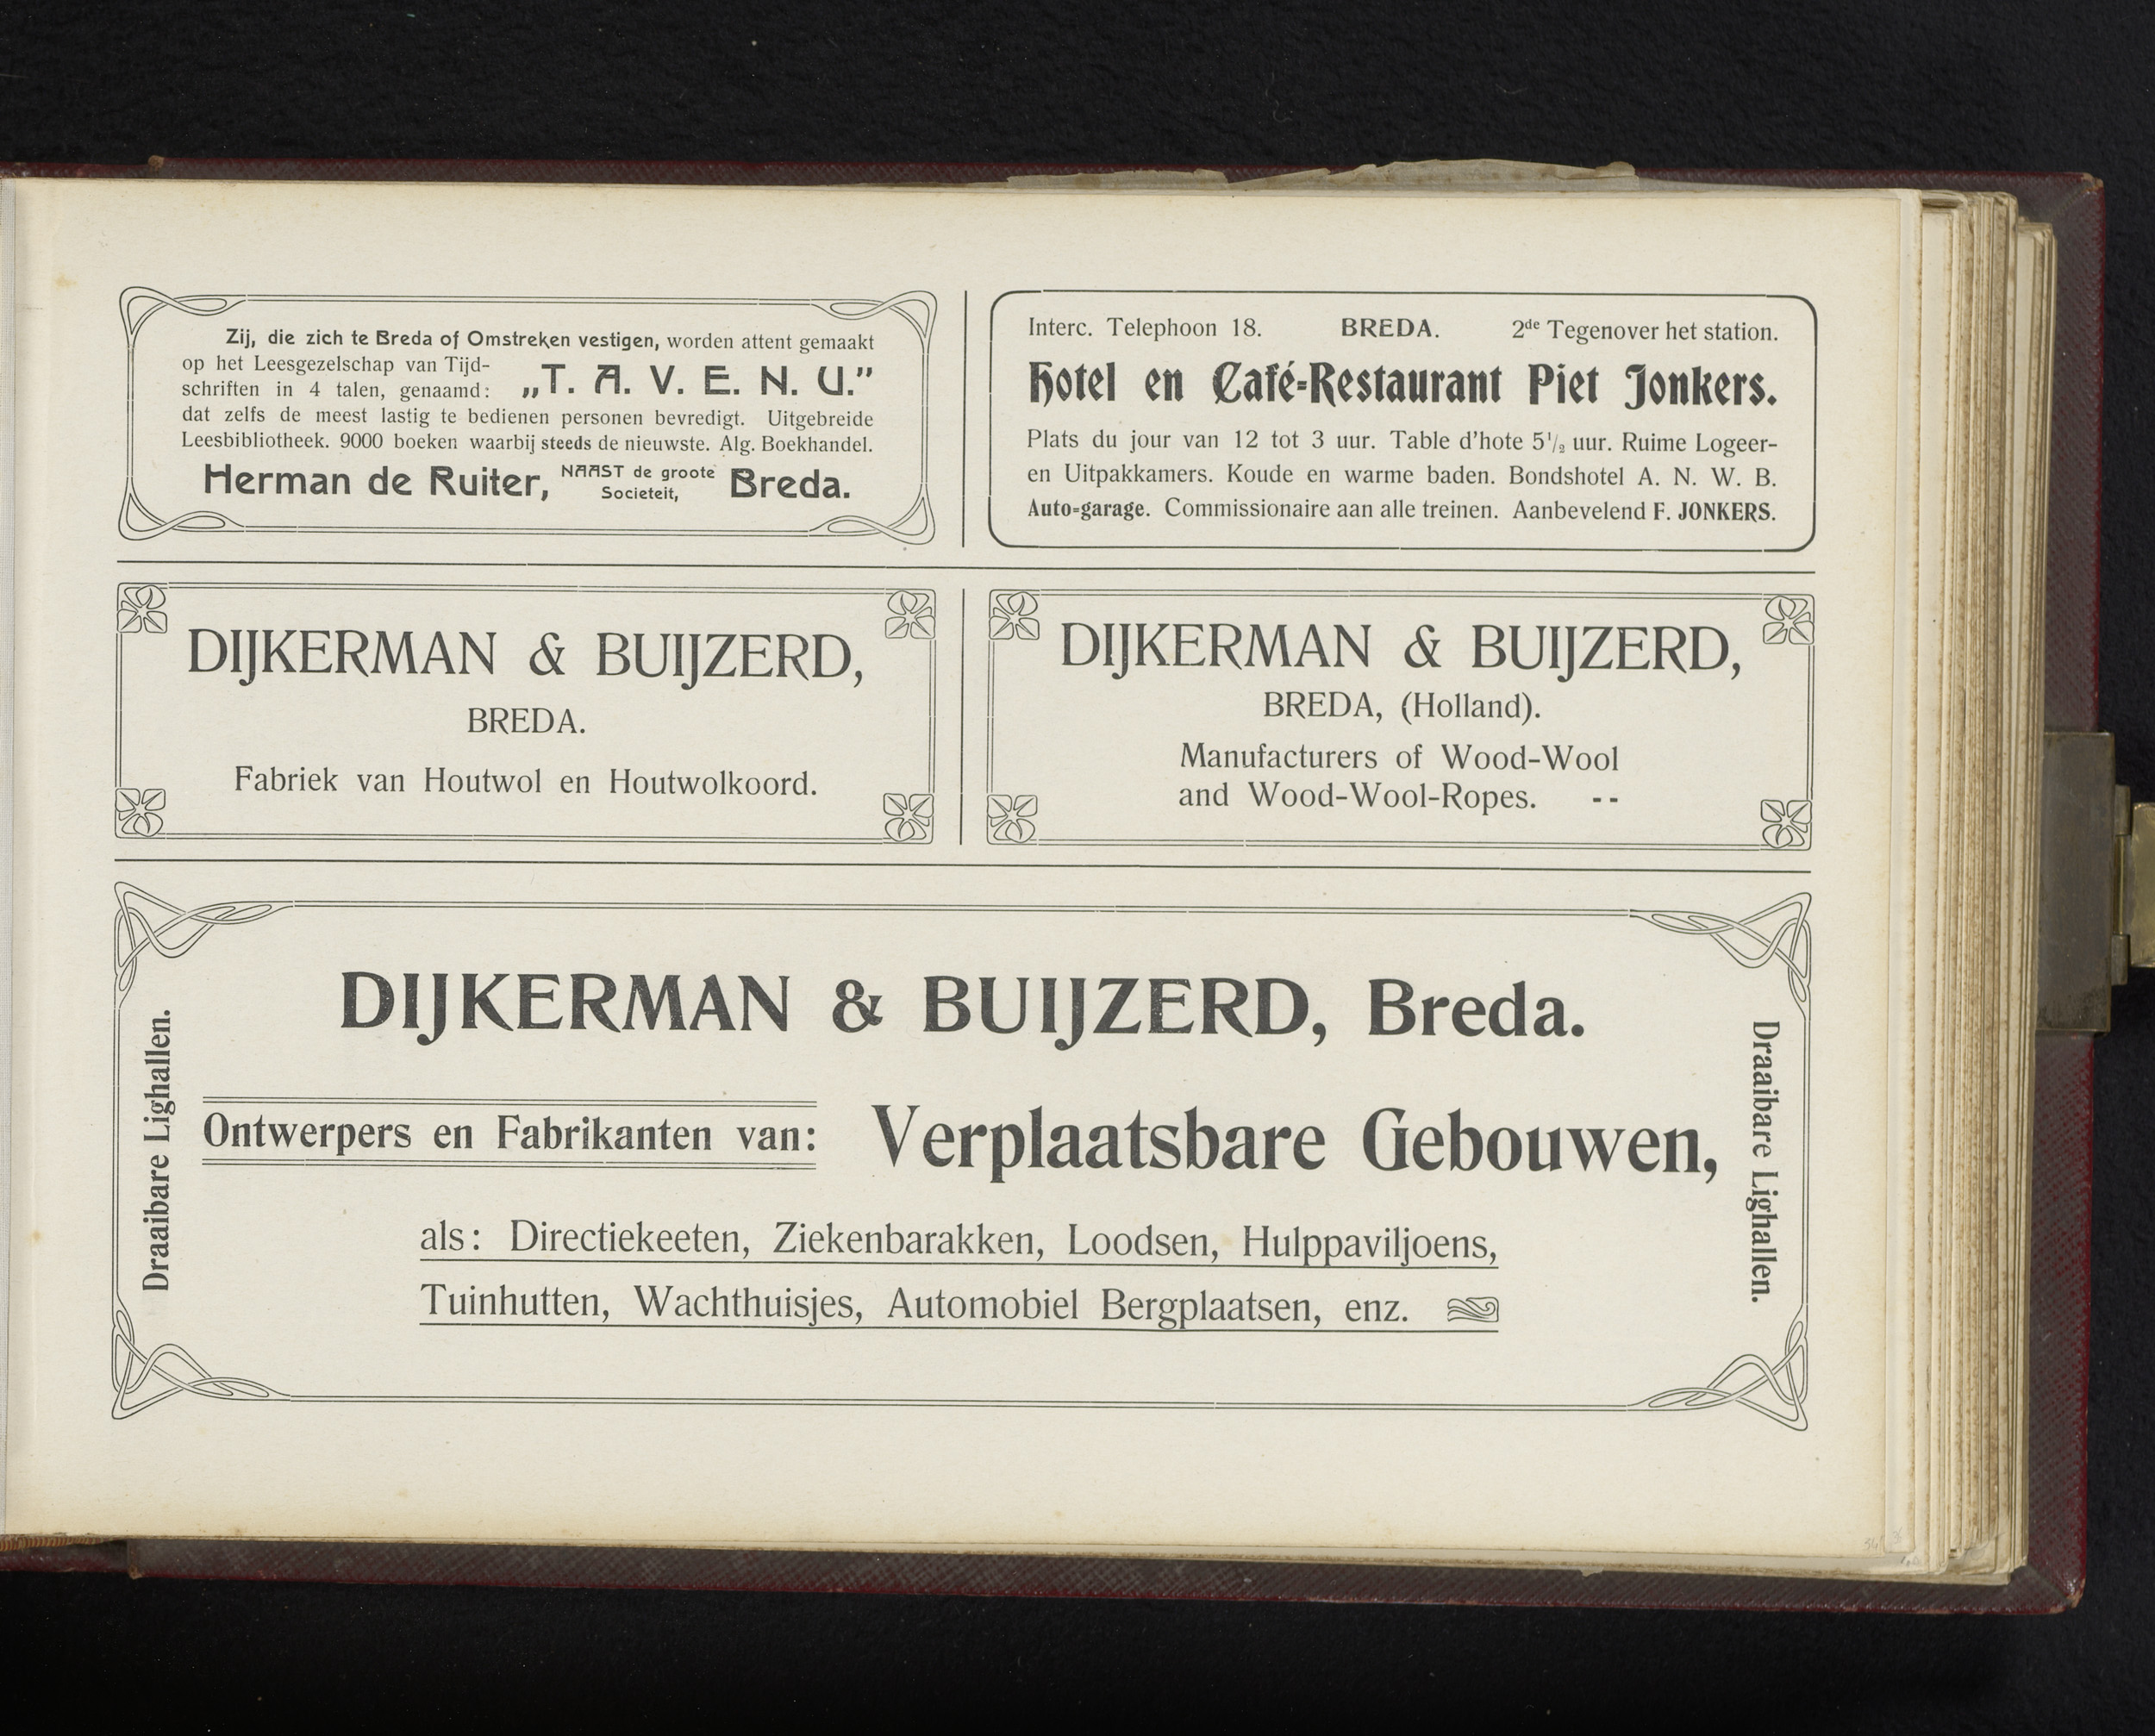 Zij, die zich te Breda of Omstreken vestigen, worden attent gemaakt
op het Leesgezelschap van Tijd-
schriften in 4 talen, genaamd: „T. A. V. E. N. U.”
dat zelfs de meest lastig te bedienen personen bevredigt. Uitgebreide
Leesbibliotheek. 9000 boeken waarbij steeds de nieuwste. Alg. Boekhandel.
Herman de Ruiter, NAAST de groote Societeit, Breda.
Interc. Telephoon 18. BREDA. 2de Tegenover het station.
Hotel en Café-Restaurant Piet Jonkers.
Plats du jour van 12 tot 3 uur. Table d'hote 5½ uur. Ruime Logeer-
en Uitpakkamers. Koude en warme baden. Bondshotel A. N. W. B.
Auto-garage. Commissionaire aan alle treinen. Aanbevelend F. JONKERS.
DIJKERMAN & BUIJZERD,
BREDA.
Fabriek van Houtwol en Houtwolkoord.
DIJKERMAN & BUIJZERD,
BREDA, (Holland).
Manufacturers of Wood-Wool
and Wood-Wool-Ropes. --
Draaibare Lighallen.
DIJKERMAN & BUIJZERD, Breda.
Ontwerpers en Fabrikanten van: Verplaatsbare Gebouwen,
als: Directiekeeten, Ziekenbarakken, Loodsen, Hulppaviljoens,
Tuinhutten, Wachthuisjes, Automobiel Bergplaatsen, enz.
Draaibare Lighallen.